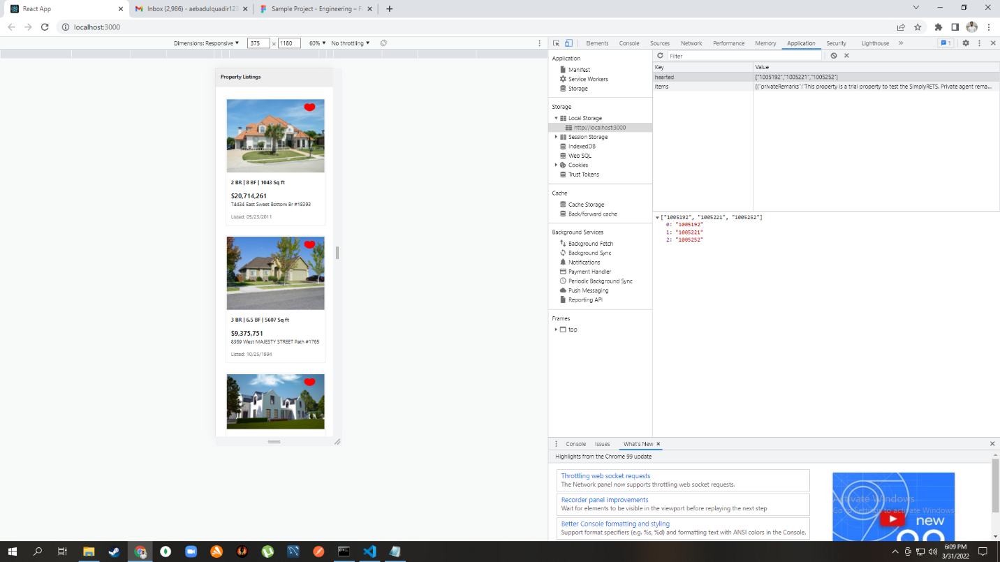 React App
Inbox (2,986) - aebadulquadir123
Sample Project - Engineering – Fi
localhost:3000
Dimensions: Responsive
375
×
1180
60%
No throttling
Elements
Console
Sources
Network
Performance
Memory
Application
Security
Lighthouse
»
1
Property Listings
2 BR | 8 BF | 1043 Sq ft
$20,714,261
74434 East Sweet Bottom Br #18393
Listed: 05/23/2011
3 BR | 6.5 BF | 5607 Sq ft
$9,375,751
8369 West MAJESTY STREET Path #1765
Listed: 10/25/1994
Application
Manifest
Service Workers
Storage
Storage
Local Storage
http://localhost:3000
Session Storage
IndexedDB
Web SQL
Cookies
Trust Tokens
Cache
Cache Storage
Back/forward cache
Background Services
Background Fetch
Background Sync
Notifications
Payment Handler
Periodic Background Sync
Push Messaging
Reporting API
Frames
top
Filter
Key
Value
hearted
["1005192","1005221","1005252"]
items
[{"privateRemarks":"This property is a trial property to test the SimplyRETS. Private agent rema...
["1005192", "1005221", "1005252"]
0: "1005192"
1: "1005221"
2: "1005252"
Console
Issues
What's New
Highlights from the Chrome 99 update
Throttling web socket requests
The Network panel now supports throttling web socket requests.
Recorder panel improvements
Wait for elements to be visible in the viewport before replaying the next step
Better Console formatting and styling
Support format specifiers (e.g. %s, %d) and formatting text with ANSI colors in the Console.
Activate Windows
Go to Settings to activate Windows.
new
99
6:09 PM
3/31/2022